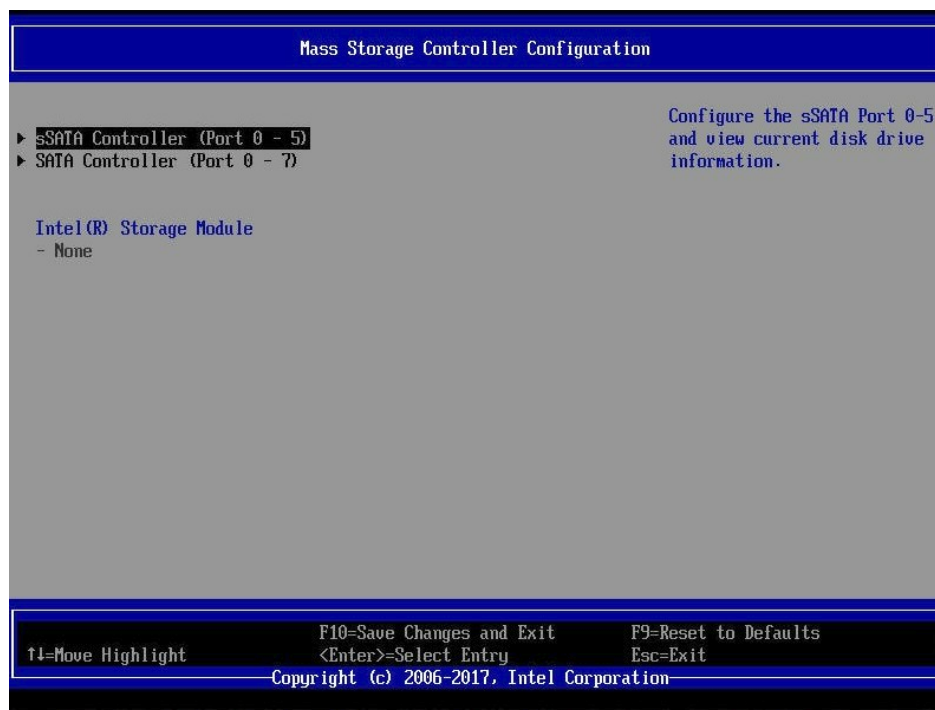 Mass Storage Controller Configuration
▶ sSATA Controller (Port 0 - 5)
▶ SATA Controller (Port 0 - 7)
Intel(R) Storage Module
- None
Configure the sSATA Port 0-5
and view current disk drive
information.
F10=Save Changes and Exit F9=Reset to Defaults
↑↓=Move Highlight <Enter>=Select Entry Esc=Exit
Copyright (c) 2006-2017, Intel Corporation